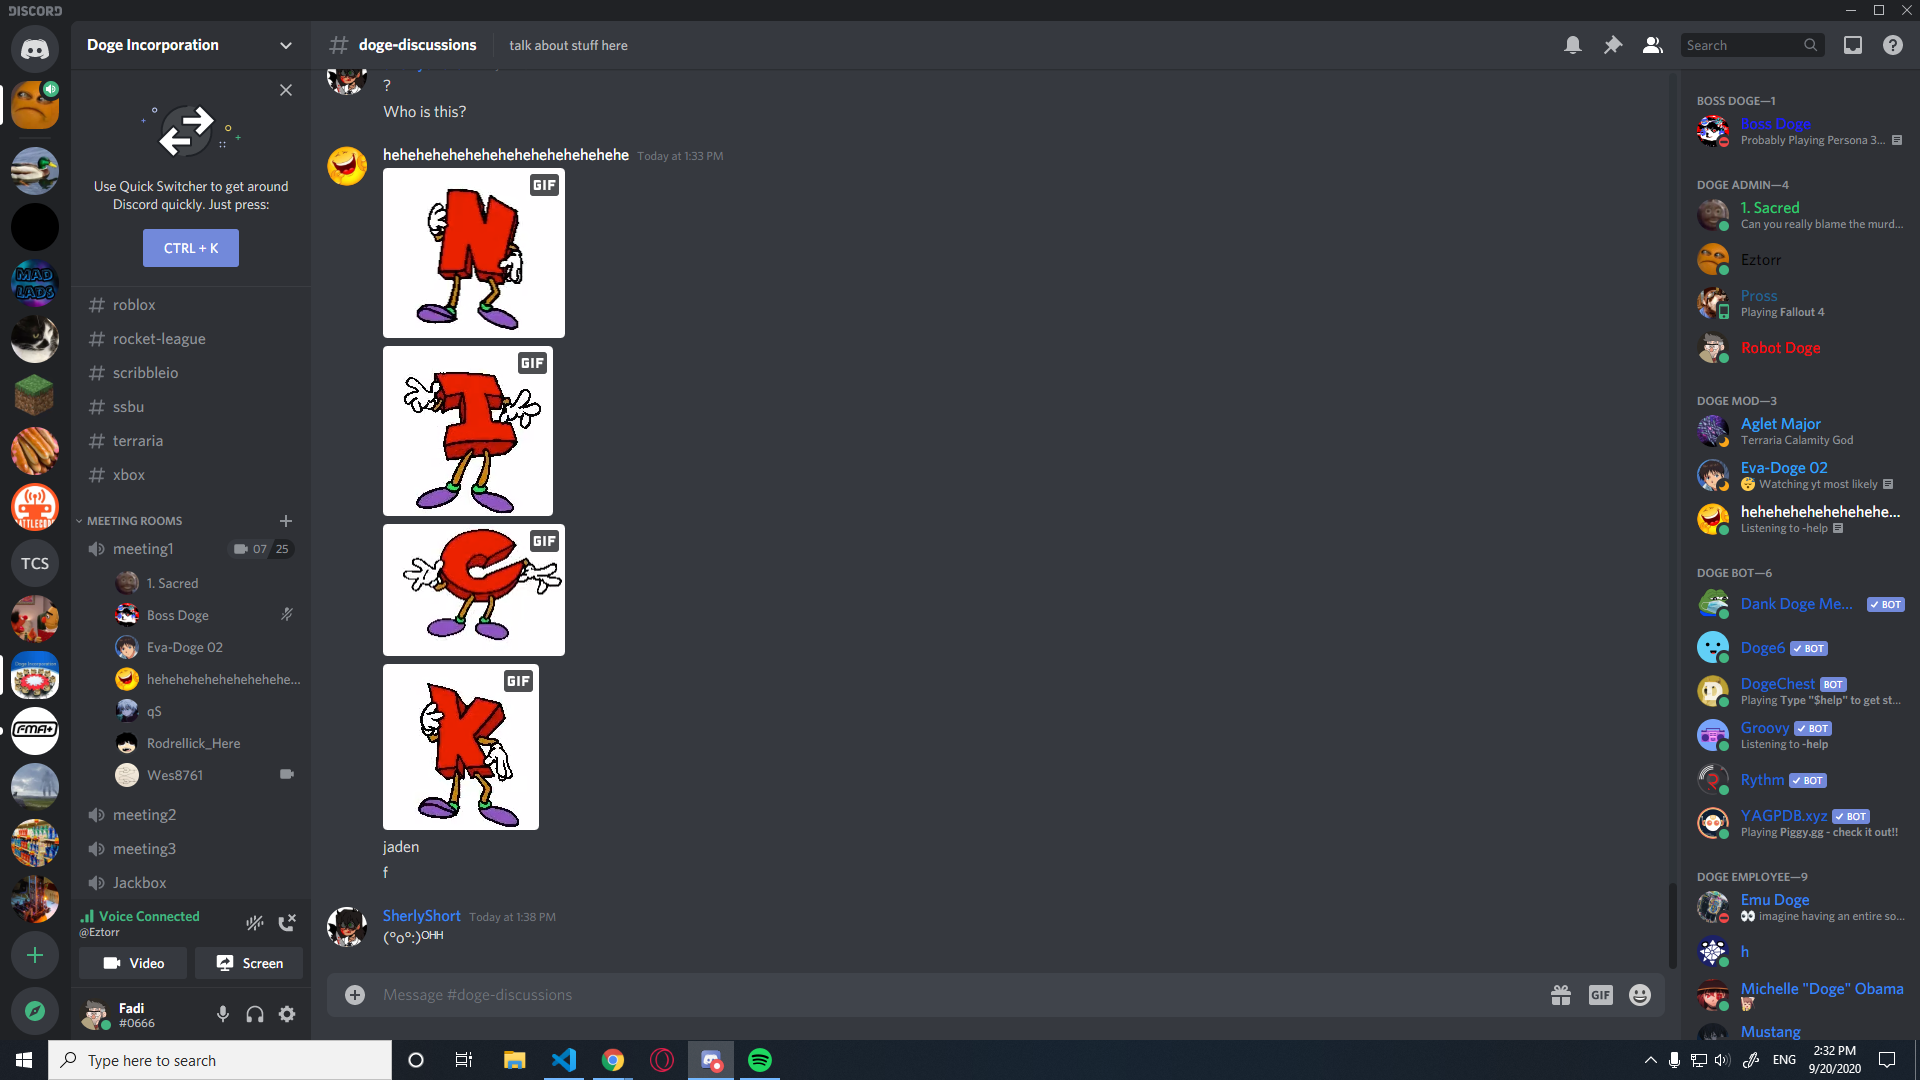 DISCORD
Doge Incorporation
# doge-discussions
talk about stuff here
Search
Use Quick Switcher to get around
Discord quickly. Just press:
CTRL + K
roblox
rocket-league
scribbleio
ssbu
terraria
xbox
MEETING ROOMS
meeting1
07 25
1. Sacred
Boss Doge
Eva-Doge 02
hehehehehehehehehe...
qS
Rodrellick_Here
Wes8761
meeting2
meeting3
Jackbox
Voice Connected
@Eztorr
Video
Screen
Fadi
#0666
MAD
LADS
TCS
FMA+
?
Who is this?
hehehehehehehehehehehehehehe Today at 1:33 PM
GIF
N
GIF
I
GIF
C
GIF
K
jaden
f
SherlyShort Today at 1:38 PM
(°o°:)ᴼᴴᴴ
Message #doge-discussions
GIF
BOSS DOGE—1
Boss Doge
Probably Playing Persona 3...
DOGE ADMIN—4
1. Sacred
Can you really blame the murd...
Eztorr
Pross
Playing Fallout 4
Robot Doge
DOGE MOD—3
Aglet Major
Terraria Calamity God
Eva-Doge 02
😴 Watching yt most likely
hehehehehehehehe...
Listening to -help
DOGE BOT—6
Dank Doge Me... ✓ BOT
Doge6 ✓ BOT
DogeChest BOT
Playing Type "$help" to get st...
Groovy ✓ BOT
Listening to -help
Rythm ✓ BOT
YAGPDB.xyz ✓ BOT
Playing Piggy.gg - check it out!!
DOGE EMPLOYEE—9
Emu Doge
👀 imagine having an entire so...
h
Michelle "Doge" Obama
Mustang
Type here to search
ENG
2:32 PM
9/20/2020